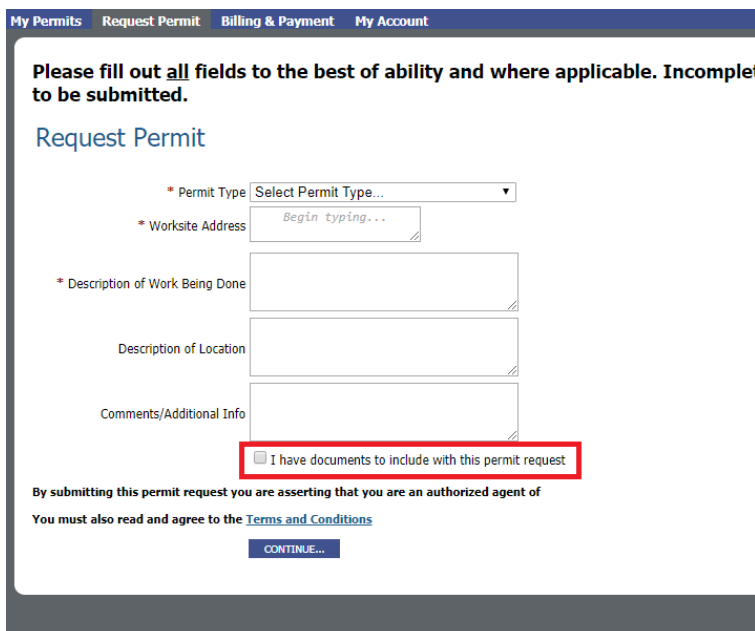 My Permits Request Permit Billing & Payment My Account
Please fill out all fields to the best of ability and where applicable.
to be submitted.
Request Permit
* Permit Type Select Permit Type...
* Worksite Address Begin typing...
* Description of Work Being Done
Description of Location
Comments/Additional Info
I have documents to include with this permit request
By submitting this permit request you are asserting that you are an authorized agent of
You must also read and agree to the Terms and Conditions
CONTINUE...